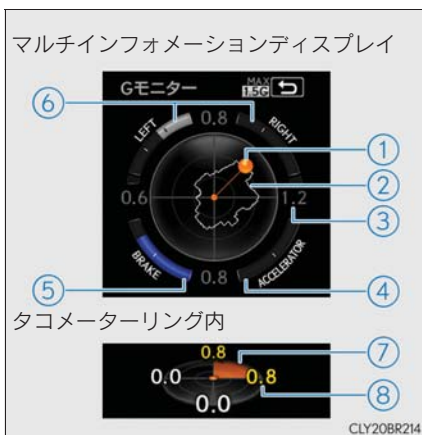 マルチインフォメーションディスプレイ
Gモニター MAX 1.5G
6 LEFT 0.8 RIGHT
1
2
0.6 1.2
3
BRAKE 0.8 ACCELERATOR
5 4
タコメーターリング内
0.8 7
0.0 0.8 8
0.0
CLY20BR214